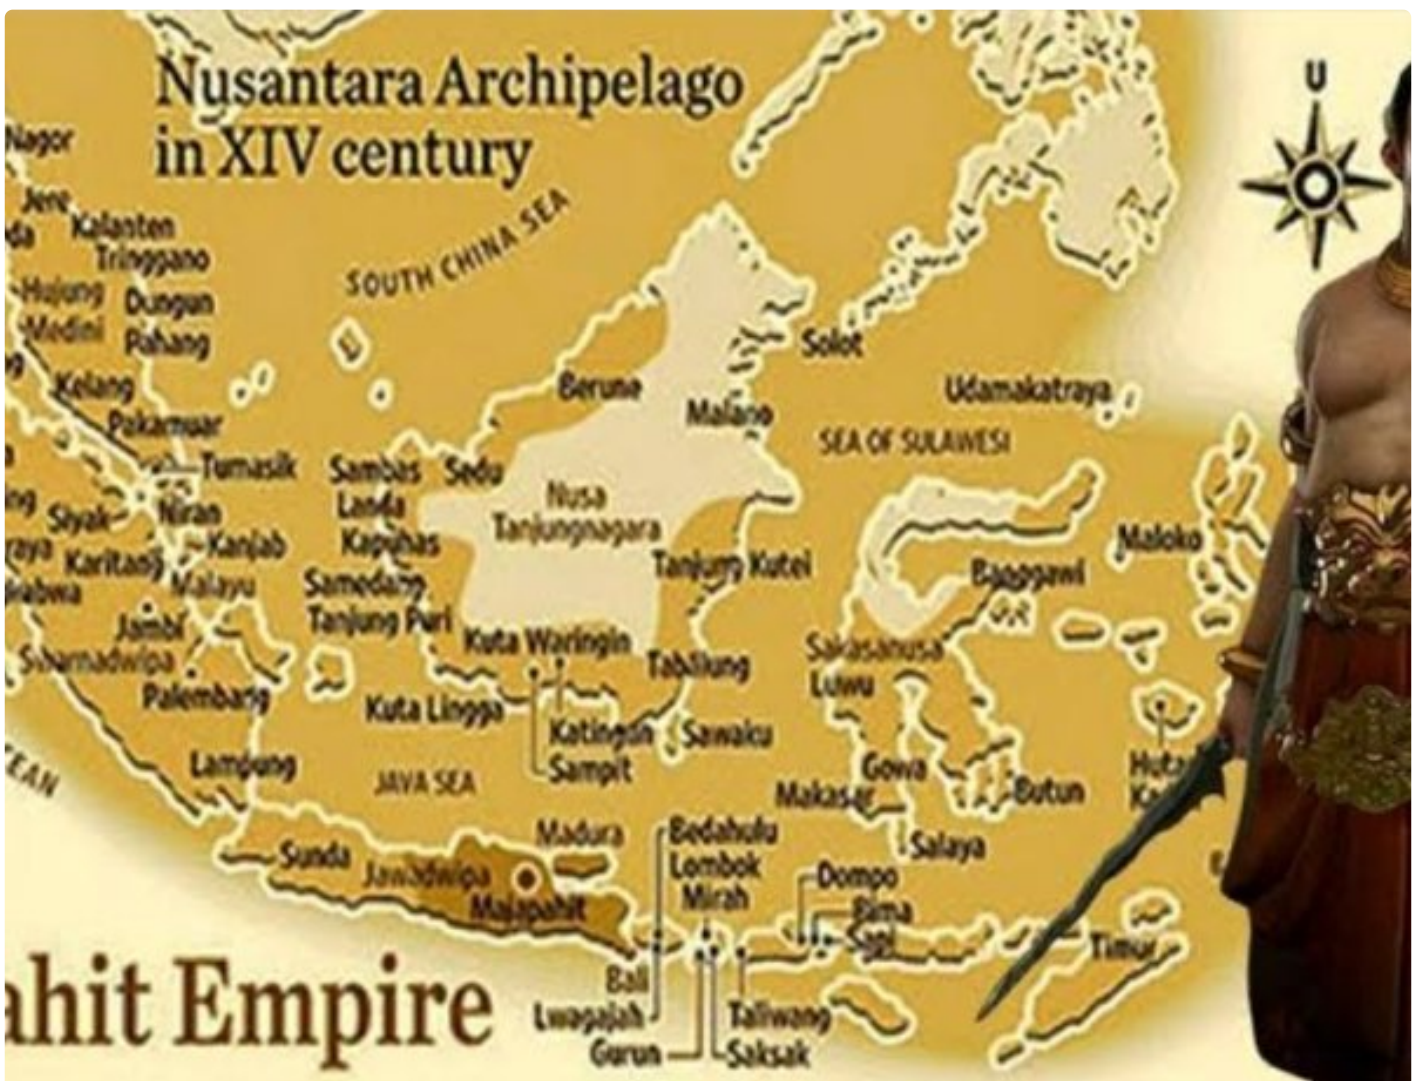 Nusantara Archipelago
in XIV century
U
Nagor
Jere
Kalanten
Tringgano
Hujung
Dungun
Medini
Pahang
Kelang
Pakamuar
Tumasik
Siyak
Niran
Kanjab
Karitang
Malayu
Jambi
Swarnadwipa
Palembang
Lampung
SOUTH CHINA SEA
Solot
Berune
Malano
Udamakatraya
SEA OF SULAWESI
Sambas
Sedu
Landa
Kapuhas
Nusa
Tanjungnagara
Samedang
Tanjung Puri
Tanjung Kutei
Kuta Waringin
Tabalung
Kuta Lingga
Katingan
Sampit
Sawaku
Maloko
Banggawi
Sakasanusa
Luwu
Gowa
Makasar
Butun
Salaya
JAVA SEA
Sunda
Jawadwipa
Madura
Majapahit
Bedahulu
Lombok
Mirah
Dompo
Bima
Timur
Bali
Lwagajah
Gurun
Taliwang
Saksak
ahit Empire